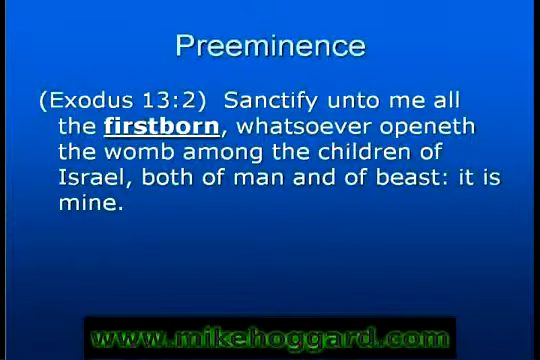 Preeminence
(Exodus 13:2)  Sanctify unto me all
the firstborn, whatsoever openeth
the womb among the children of
Israel, both of man and of beast: it is
mine.
www.mikehoggard.com